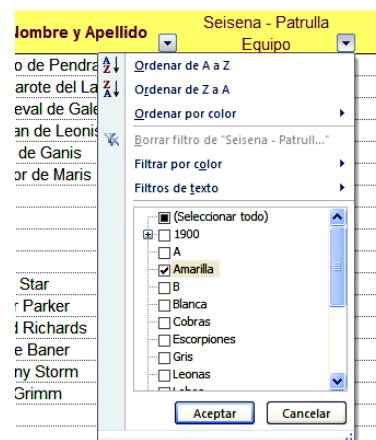 Nombre y Apellido
Seisena - Patrulla
Equipo
o de Pendra
arote del La
eval de Gale
an de Leonis
de Ganis
or de Maris
Star
r Parker
d Richards
e Baner
ny Storm
Grimm
Ordenar de A a Z
Ordenar de Z a A
Ordenar por color
Borrar filtro de "Seisena - Patrull..."
Filtrar por color
Filtros de texto
(Seleccionar todo)
1900
A
Amarilla
B
Blanca
Cobras
Escorpiones
Gris
Leonas
Aceptar
Cancelar